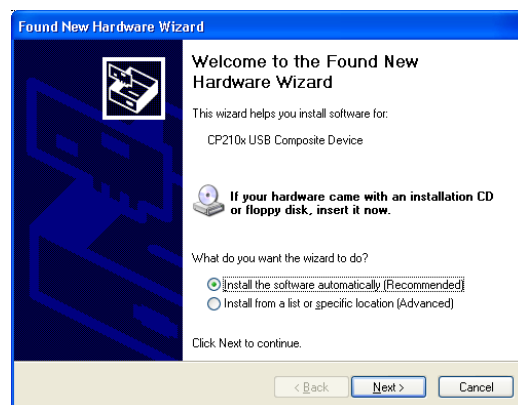 Found New Hardware Wizard
Welcome to the Found New
Hardware Wizard
This wizard helps you install software for:
CP210x USB Composite Device
If your hardware came with an installation CD
or floppy disk, insert it now.
What do you want the wizard to do?
Install the software automatically (Recommended)
Install from a list or specific location (Advanced)
Click Next to continue.
< Back Next > Cancel